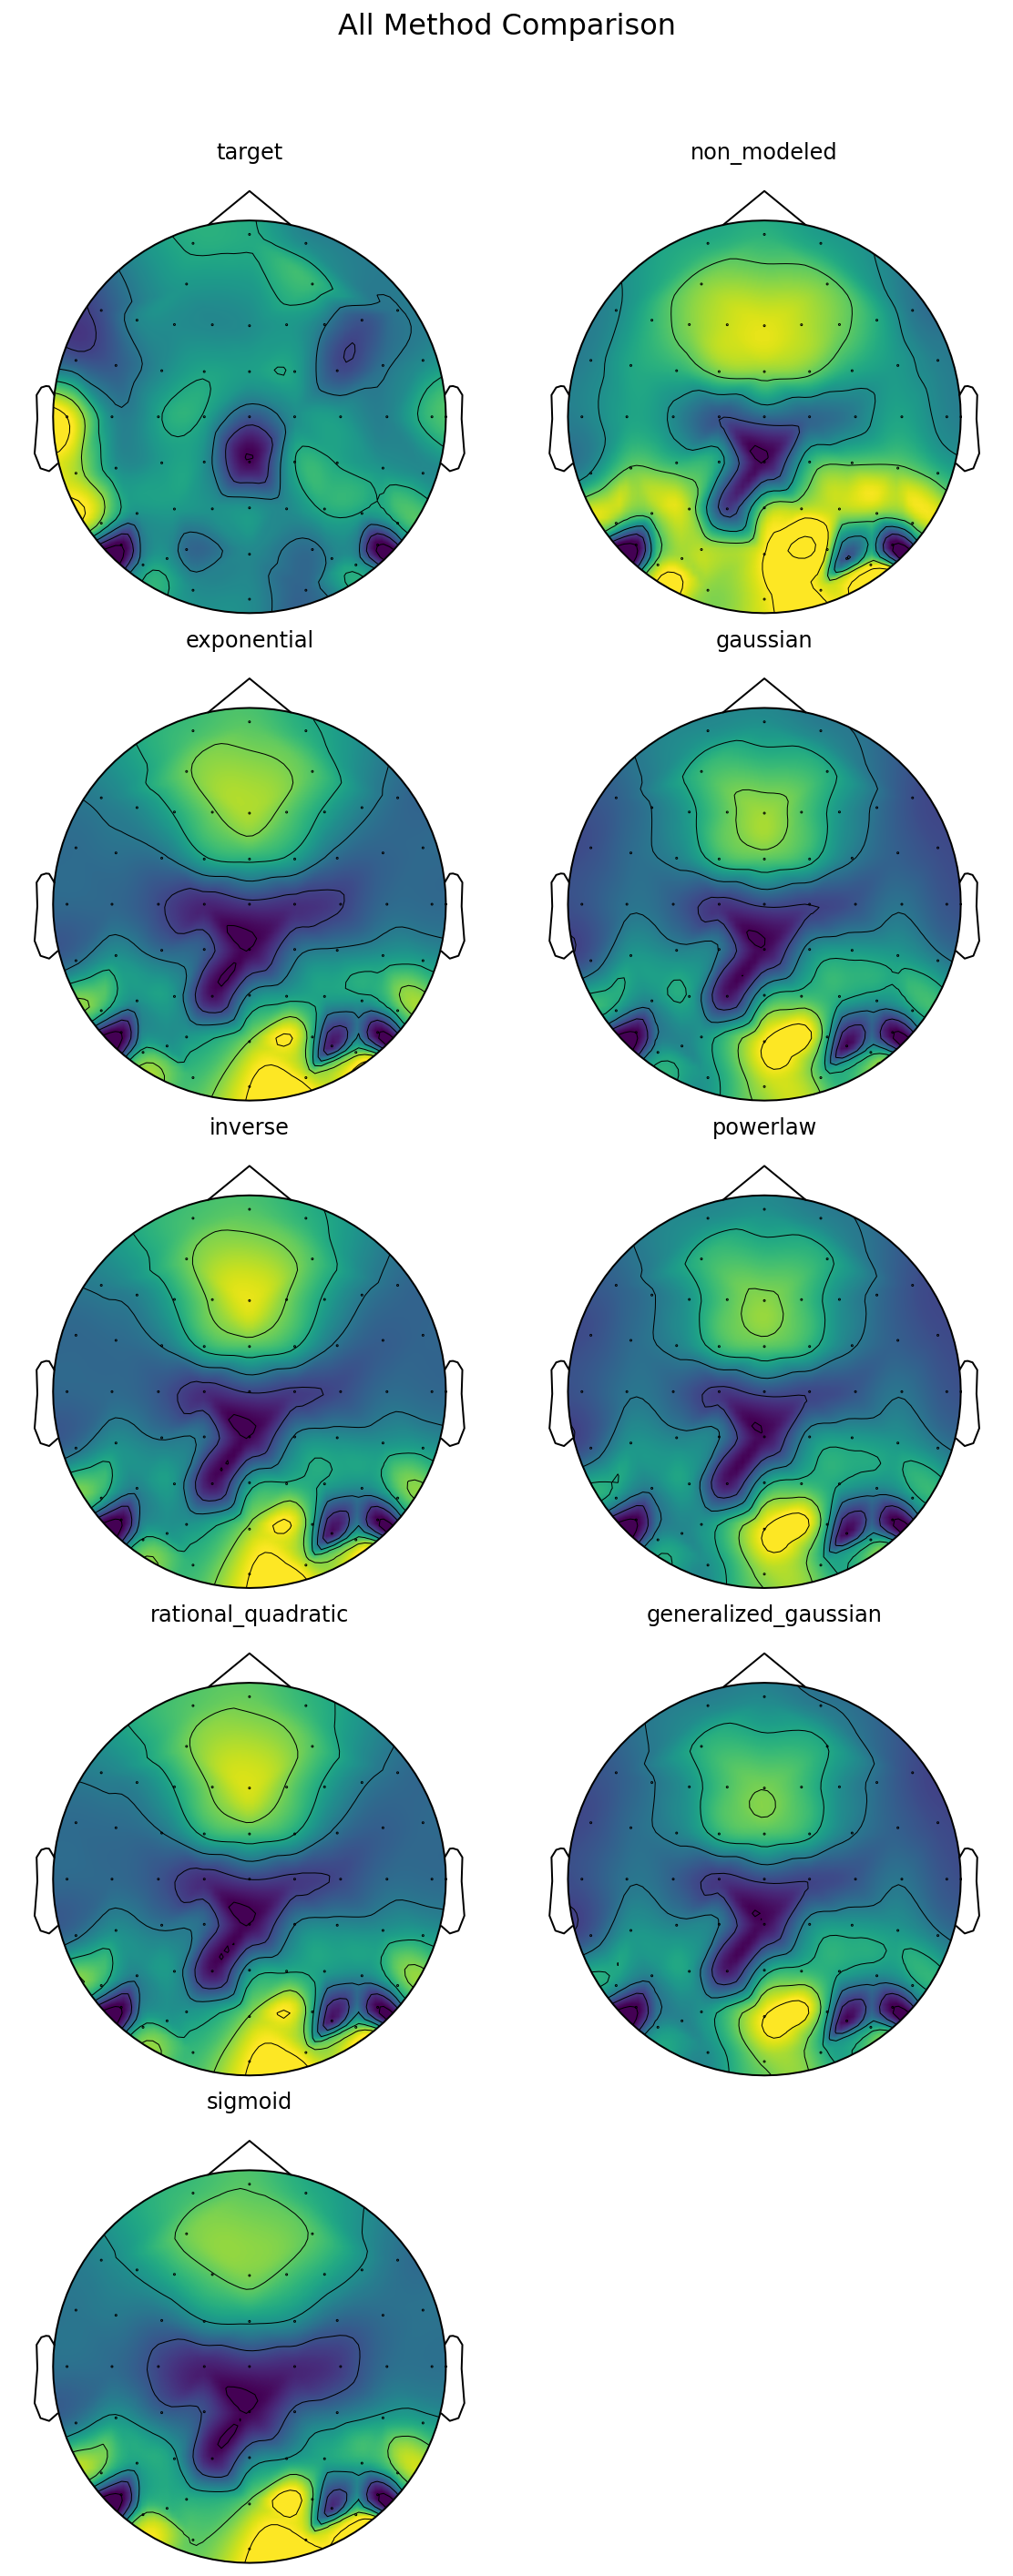 All Method Comparison
target
non_modeled
exponential
gaussian
inverse
powerlaw
rational_quadratic
generalized_gaussian
sigmoid